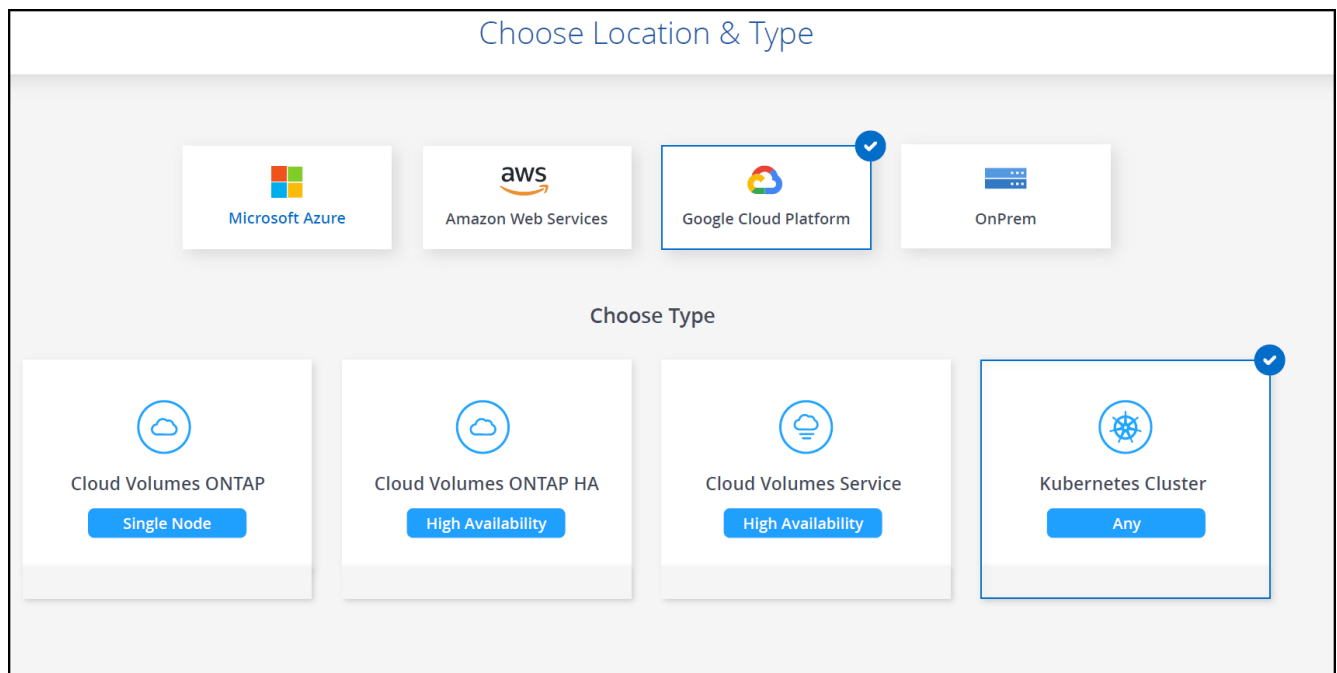 Choose Location & Type
aws
Microsoft Azure
Amazon Web Services
Google Cloud Platform
OnPrem
Choose Type
Cloud Volumes ONTAP
Cloud Volumes ONTAP HA
Cloud Volumes Service
Kubernetes Cluster
Single Node
High Availability
High Availability
Any